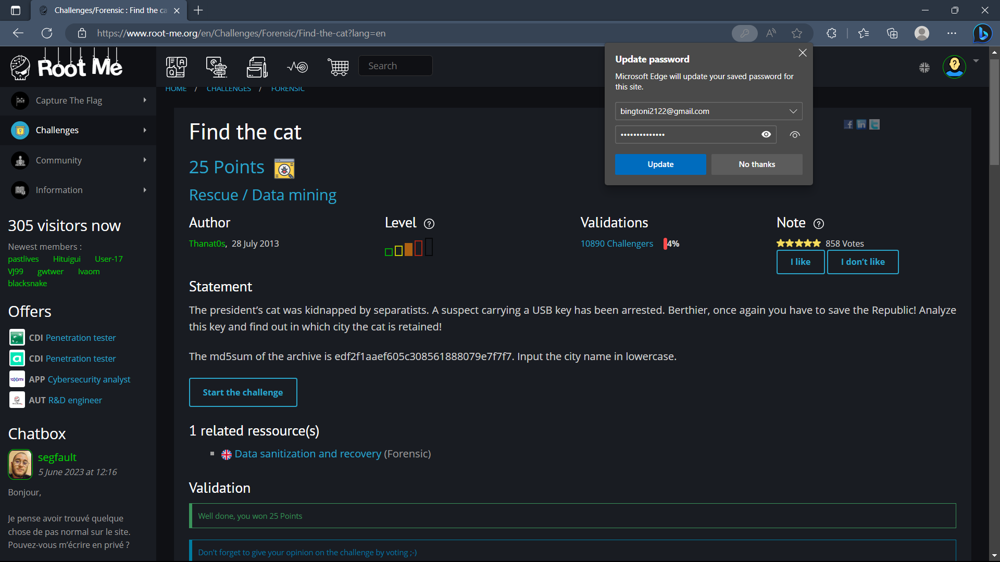 Challenges/Forensic : Find the ca
https://www.root-me.org/en/Challenges/Forensic/Find-the-cat?lang=en
Root Me
Search
Update password
Microsoft Edge will update your saved password for
this site.
bingtoni2122@gmail.com
••••••••••••••
Update
No thanks
Capture The Flag
Challenges
Community
Information
305 visitors now
Newest members :
pastlives Hituigui User-17
VJ99 gwtwer lvaom
blacksnake
Offers
CDI Penetration tester
CDI Penetration tester
APP Cybersecurity analyst
AUT R&D engineer
Chatbox
segfault
5 June 2023 at 12:16
Bonjour,
Je pense avoir trouvé quelque
chose de pas normal sur le site.
Pouvez-vous m’écrire en privé ?
HOME / CHALLENGES / FORENSIC
Find the cat
25 Points
Rescue / Data mining
Author
Thanat0s, 28 July 2013
Level
Validations
10890 Challengers 4%
Note
858 Votes
I like
I don’t like
Statement
The president’s cat was kidnapped by separatists. A suspect carrying a USB key has been arrested. Berthier, once again you have to save the Republic! Analyze
this key and find out in which city the cat is retained!
The md5sum of the archive is edf2f1aaef605c308561888079e7f7f7. Input the city name in lowercase.
Start the challenge
1 related ressource(s)
Data sanitization and recovery (Forensic)
Validation
Well done, you won 25 Points
Don't forget to give your opinion on the challenge by voting ;-)